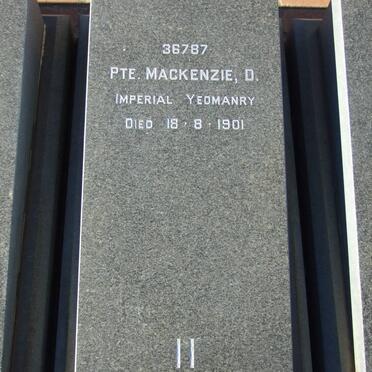 36787
PTE. MACKENZIE, D.
IMPERIAL YEOMANRY
DIED 18·8·1901
11